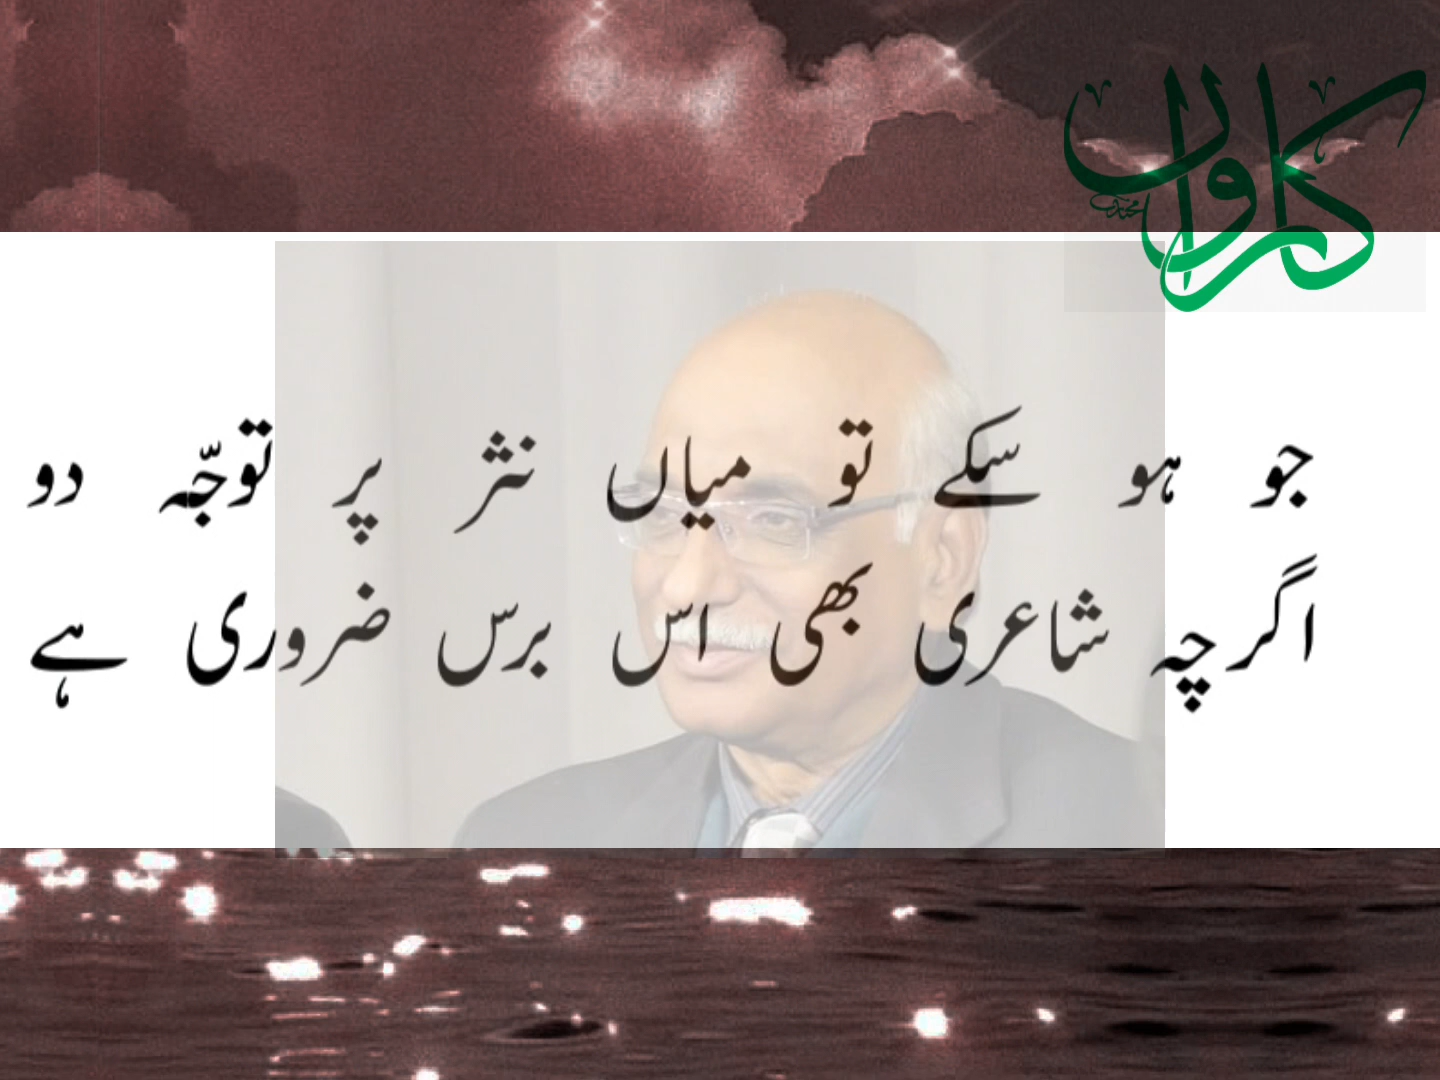 کارواں
جو ہو سکے تو میاں نثر پر توجّہ دو
اگرچہ شاعری بھی اس برس ضروری ہے